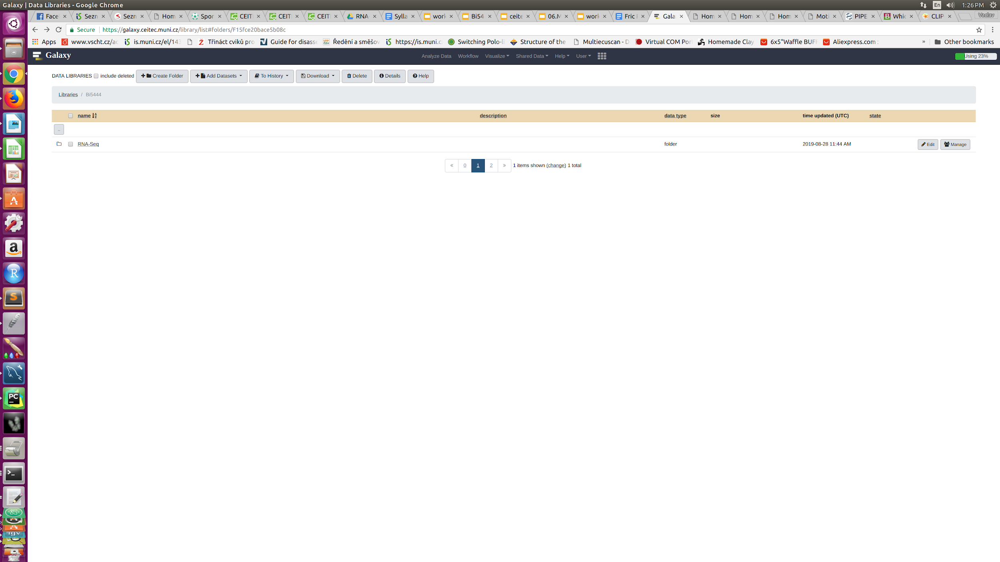 Galaxy | Data Libraries - Google Chrome En 1:26 PM
Face Sezn Sezn Hom Spor CEIT CEIT CEIT RNA Sylla work Bi54 ceite 06.M work Fric Gala Hom Hom Hom Moti PIPE Whic CLIP Vaclav
Secure https://galaxy.ceitec.muni.cz/library/list#folders/F15fce20bace5b08c
Apps www.vscht.cz/ac is.muni.cz/el/143 Třináct cviků pro Guide for disasse Ředění a směšov https://is.muni.c Switching Polo-li Structure of the Multiecuscan - D Virtual COM Port Homemade Clay 6x5"Waffle BUFF Aliexpress.com : » Other bookmarks
Galaxy Analyze Data Workflow Visualize Shared Data Help User Using 23%
DATA LIBRARIES include deleted Create Folder Add Datasets To History Download Delete Details Help
Libraries / Bi5444
name description data type size time updated (UTC) state
..
RNA-Seq folder 2019-08-28 11:44 AM Edit Manage
« 0 1 2 » 1 items shown (change) 1 total